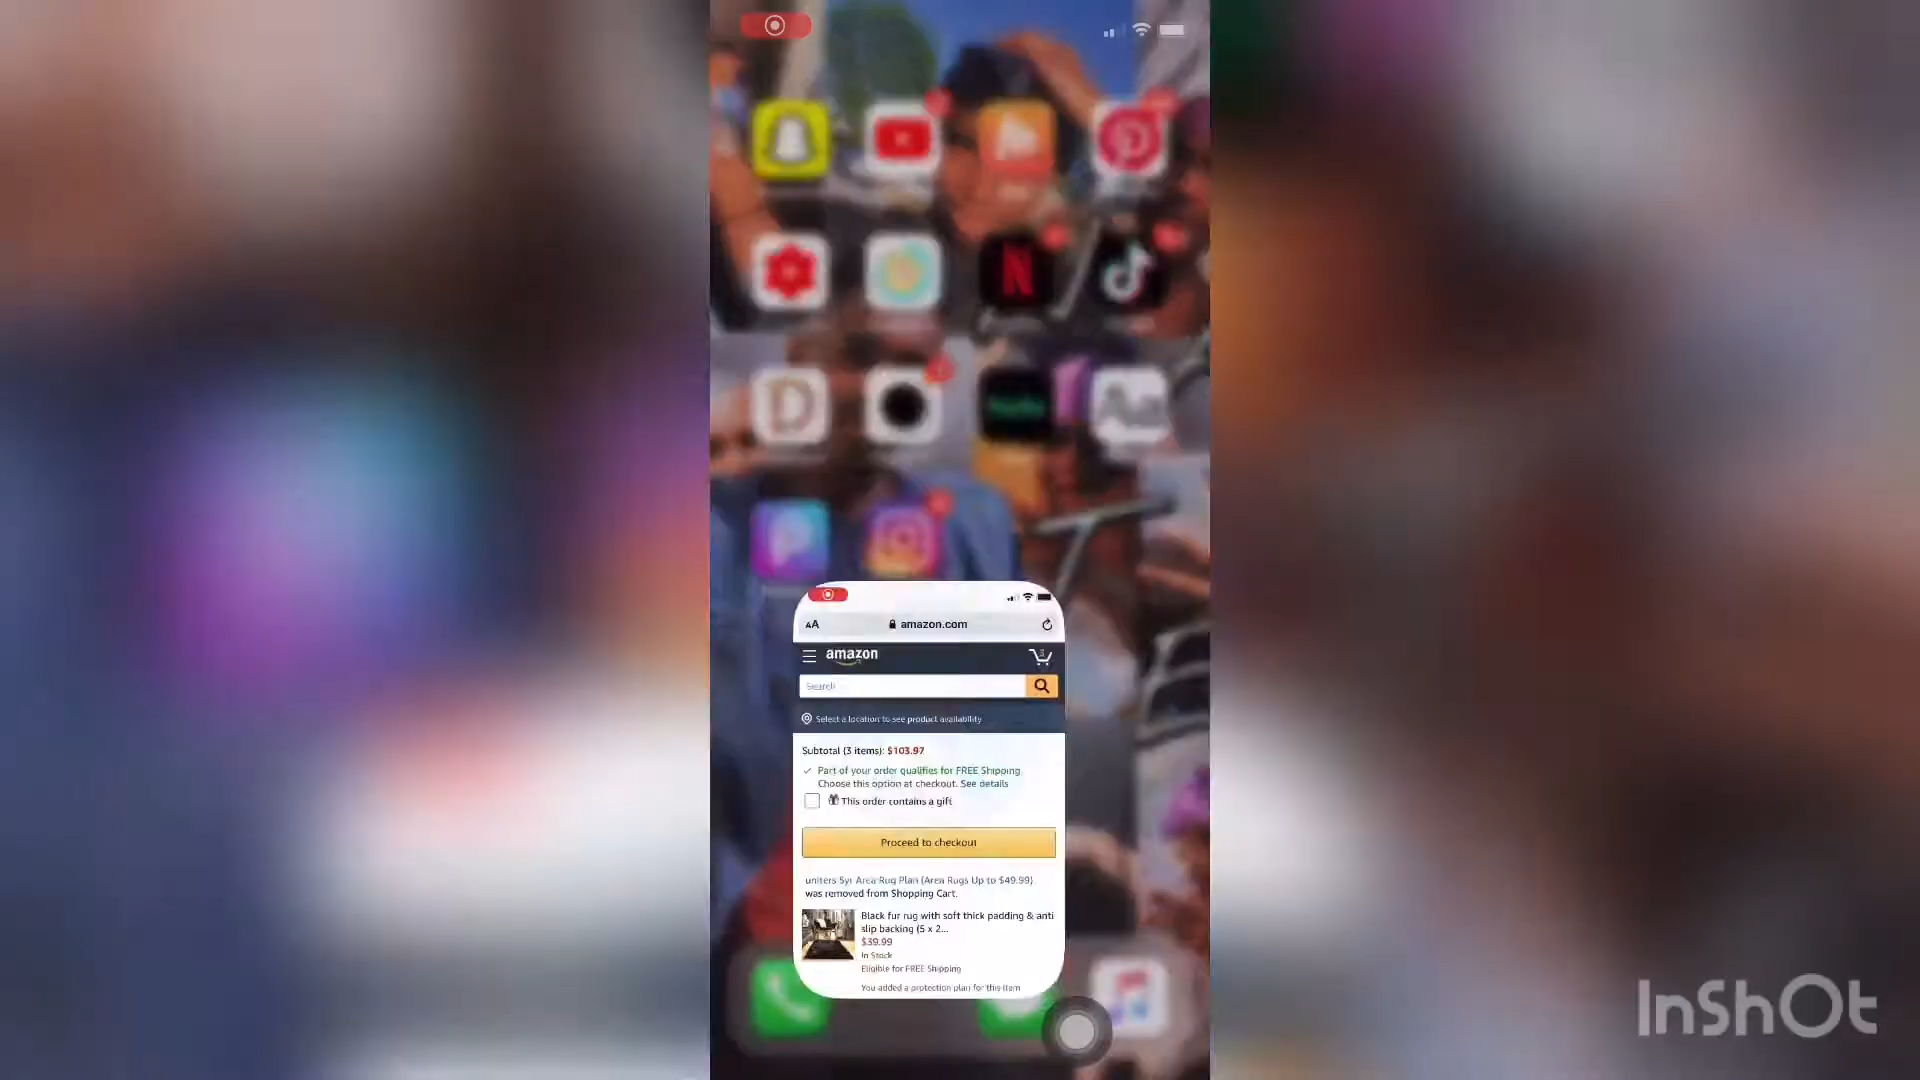 AA amazon.com
amazon
3
Search
Select a location to see product availability
Subtotal (3 items): $103.97
Part of your order qualifies for FREE Shipping
Choose this option at checkout. See details
This order contains a gift
Proceed to checkout
(Area Rugs Up to $49.99)
was removed from Shopping Cart.
Black fur rug with soft thick padding & anti
slip backing (5 x 2...
$39.99
In Stock
Eligible for FREE Shipping
You added a protection plan for this item
InShOt